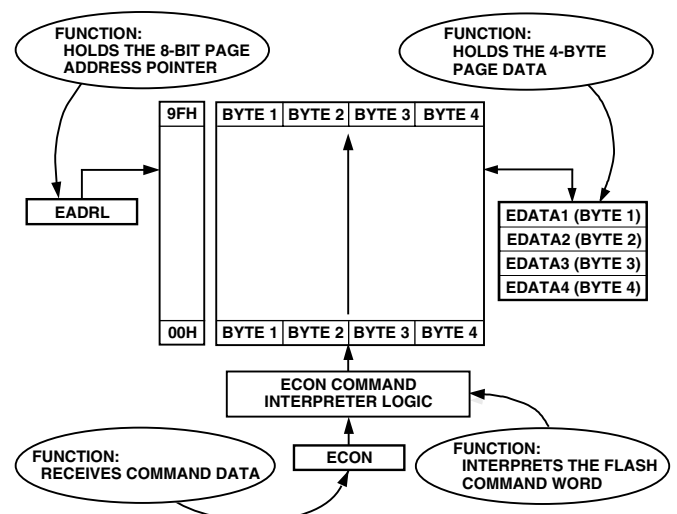 FUNCTION:
HOLDS THE 8-BIT PAGE
ADDRESS POINTER
FUNCTION:
HOLDS THE 4-BYTE
PAGE DATA
9FH
BYTE 1 BYTE 2 BYTE 3 BYTE 4
EADRL
EDATA1 (BYTE 1)
EDATA2 (BYTE 2)
EDATA3 (BYTE 3)
EDATA4 (BYTE 4)
00H
BYTE 1 BYTE 2 BYTE 3 BYTE 4
ECON COMMAND
INTERPRETER LOGIC
FUNCTION:
RECEIVES COMMAND DATA
ECON
FUNCTION:
INTERPRETS THE FLASH
COMMAND WORD